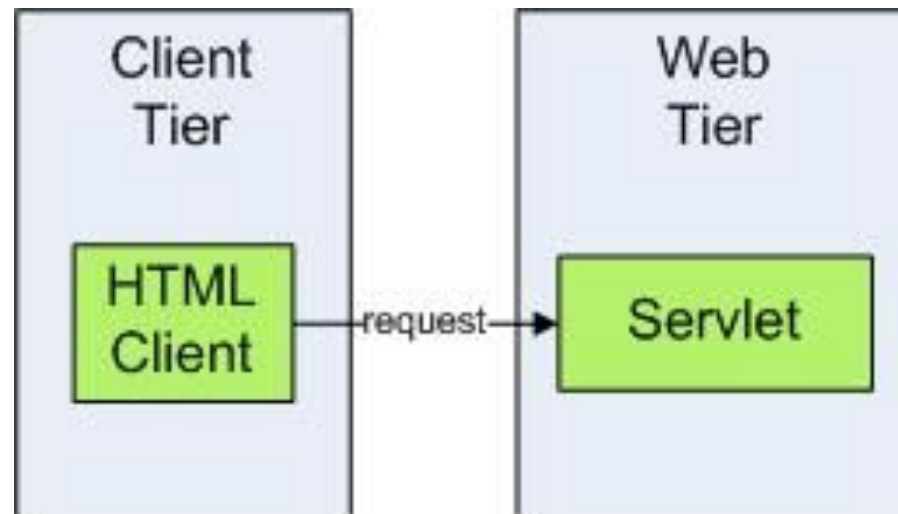 Client
Tier
Web
Tier
HTML
Client
request
Servlet